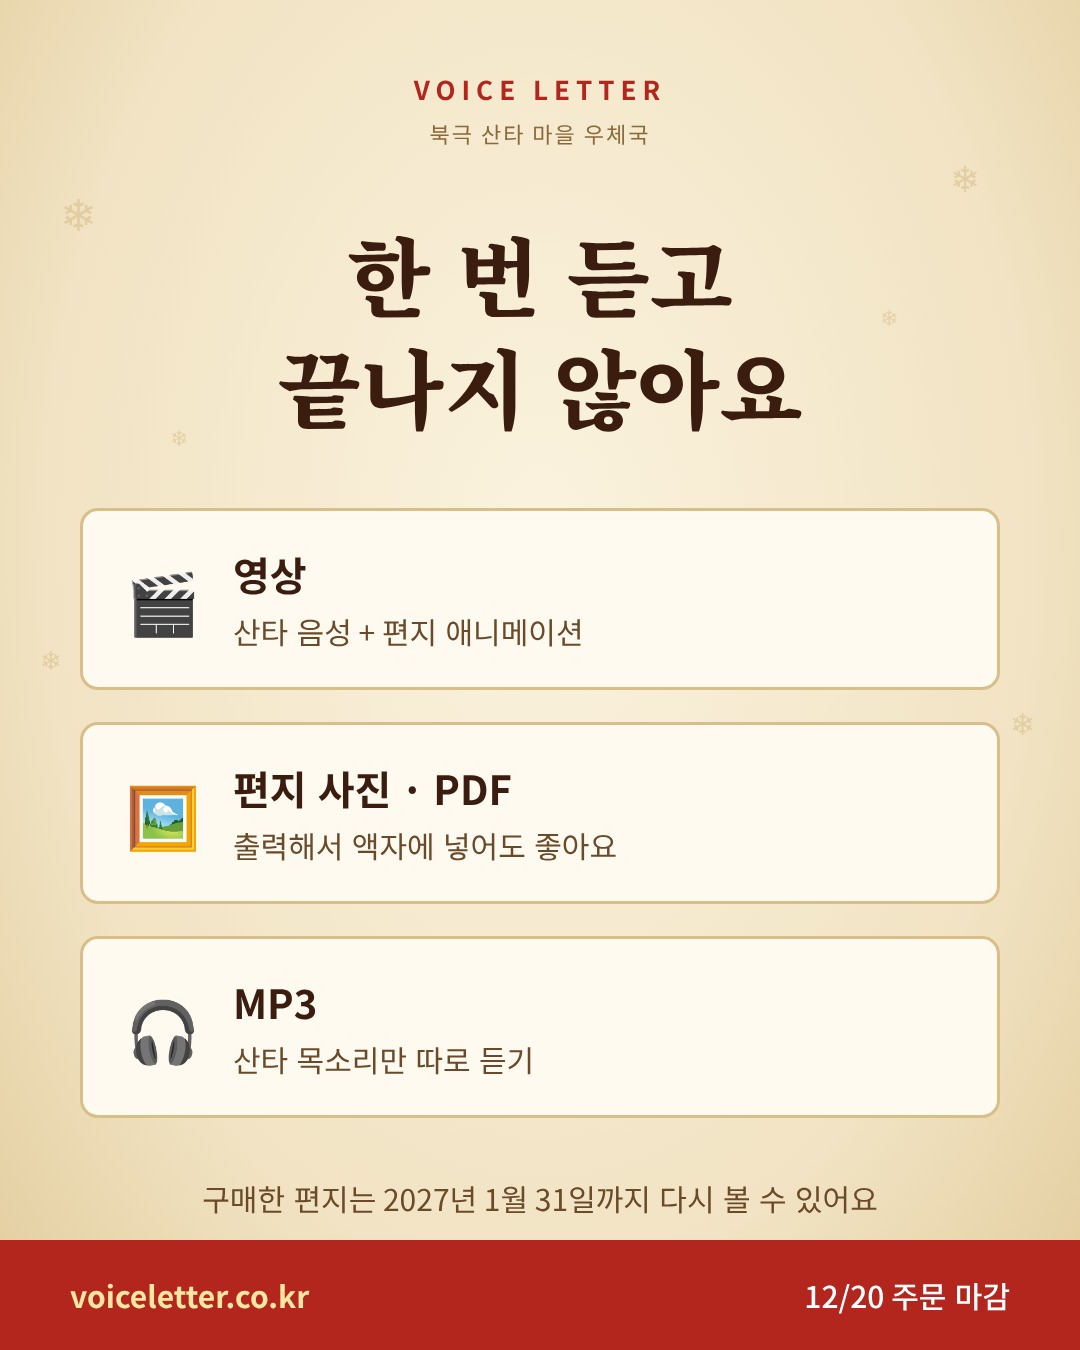 VOICE LETTER
북극 산타 마을 우체국
한 번 듣고
끝나지 않아요
영상
산타 음성 + 편지 애니메이션
편지 사진 · PDF
출력해서 액자에 넣어도 좋아요
MP3
산타 목소리만 따로 듣기
구매한 편지는 2027년 1월 31일까지 다시 볼 수 있어요
voiceletter.co.kr
12/20 주문 마감